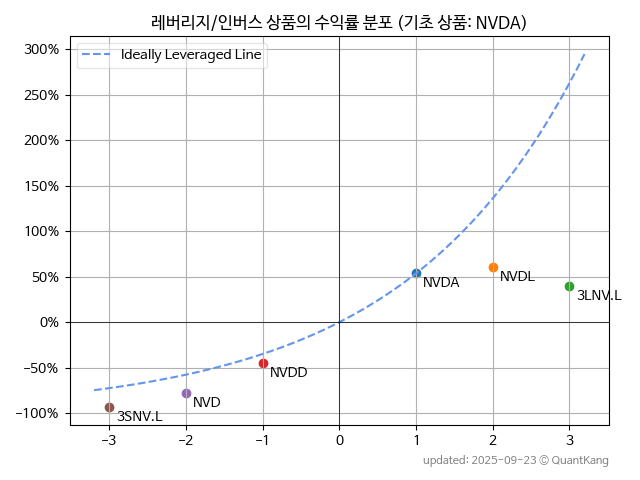 레버리지/인버스 상품의 수익률 분포 (기초 상품: NVDA)
300%
Ideally Leveraged Line
250%
200%
150%
100%
50%
0%
−50%
−100%
NVDA
NVDL
3LNV.L
NVDD
NVD
3SNV.L
−3 −2 −1 0 1 2 3
updated: 2025-09-23 © QuantKang